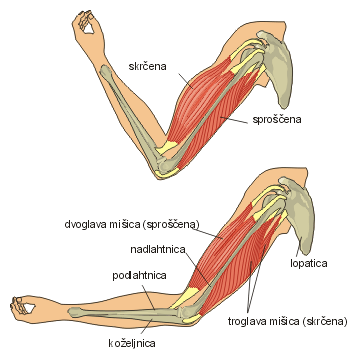 skrčena
sproščena
dvoglava mišica (sproščena)
nadlahtnica
podlahtnica
lopatica
troglava mišica (skrčena)
koželjnica